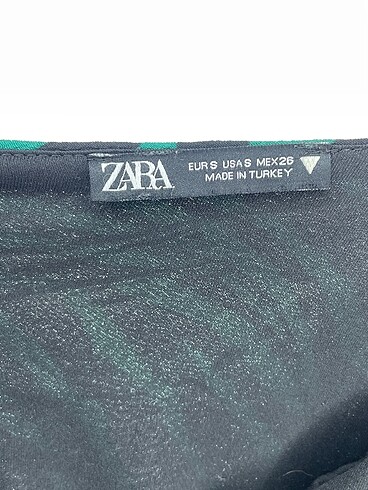 ZARA
EUR S USA S MEX 26
MADE IN TURKEY